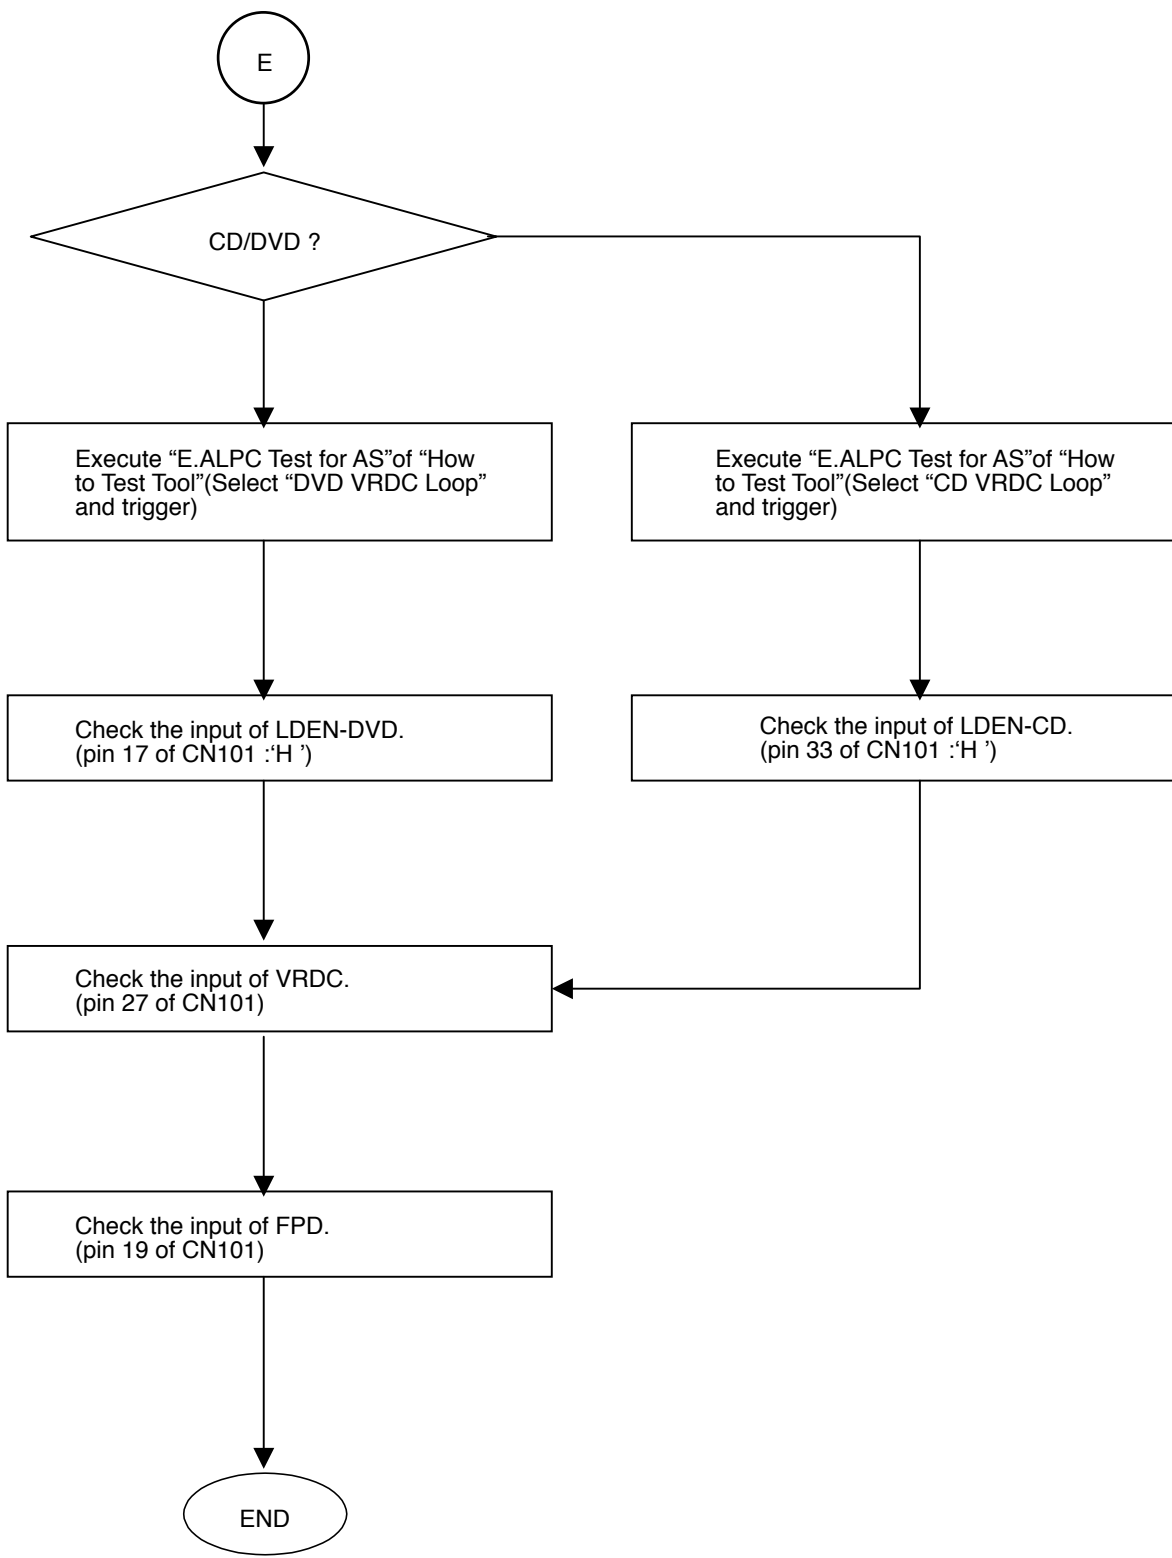 E
CD/DVD ?
Execute “E.ALPC Test for AS”of “How
to Test Tool”(Select “DVD VRDC Loop”
and trigger)
Execute “E.ALPC Test for AS”of “How
to Test Tool”(Select “CD VRDC Loop”
and trigger)
Check the input of LDEN-DVD.
(pin 17 of CN101 :‘H ’)
Check the input of LDEN-CD.
(pin 33 of CN101 :‘H ’)
Check the input of VRDC.
(pin 27 of CN101)
Check the input of FPD.
(pin 19 of CN101)
END